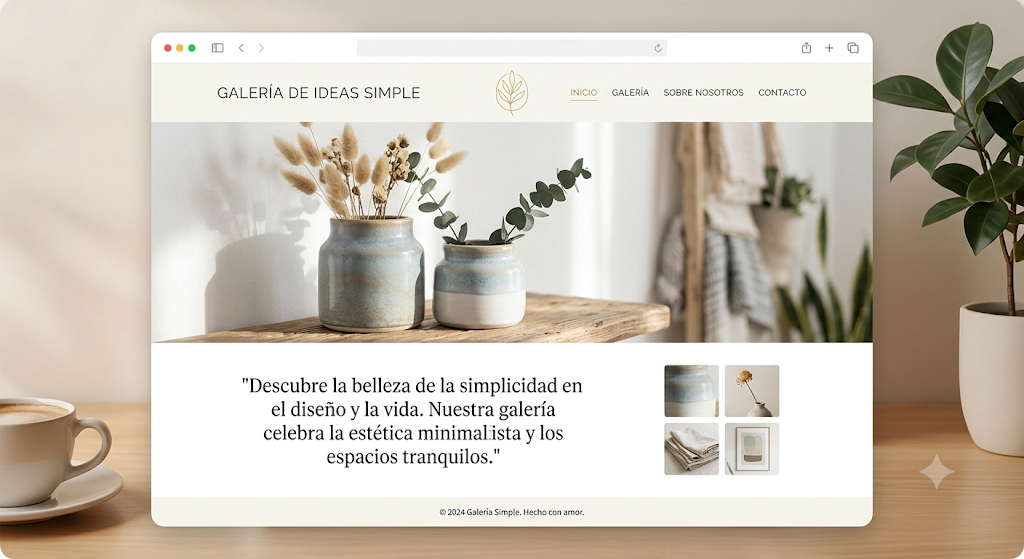 GALERÍA DE IDEAS SIMPLE
INICIO
GALERÍA
SOBRE NOSOTROS
CONTACTO
"Descubre la belleza de la simplicidad en
el diseño y la vida. Nuestra galería
celebra la estética minimalista y los
espacios tranquilos."
© 2024 Galería Simple. Hecho con amor.